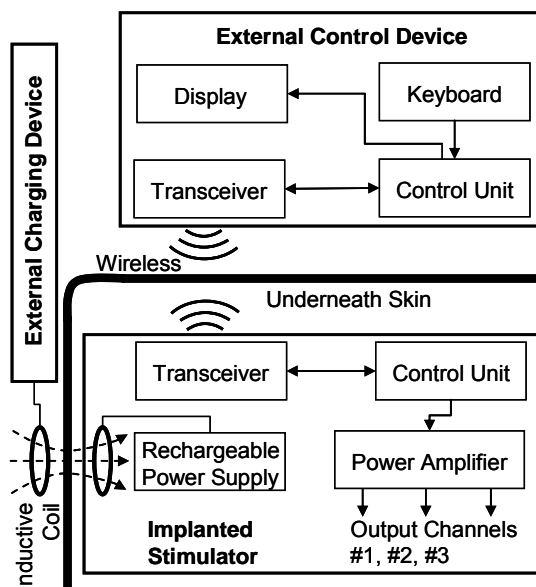 External Control Device
Display
Keyboard
Transceiver
Control Unit
External Charging Device
Wireless
Underneath Skin
Transceiver
Control Unit
Rechargeable
Power Supply
Power Amplifier
Implanted
Stimulator
Output Channels
#1, #2, #3
nductive
Coil